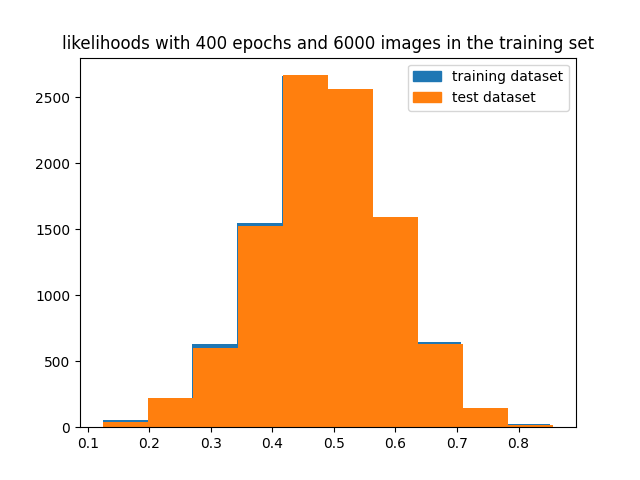 likelihoods with 400 epochs and 6000 images in the training set
training dataset
test dataset
2500
2000
1500
1000
500
0
0.1 0.2 0.3 0.4 0.5 0.6 0.7 0.8